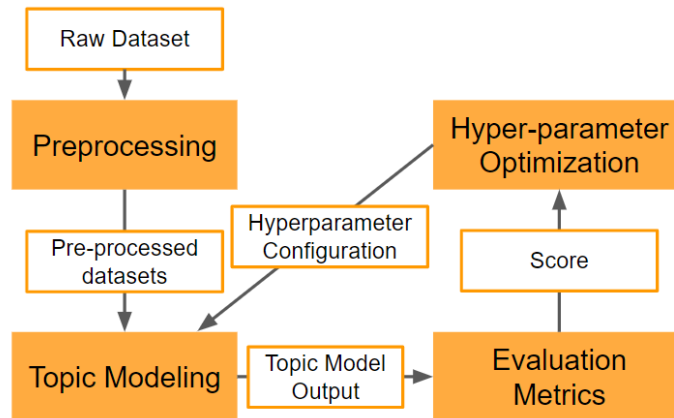 Raw Dataset
Preprocessing
Hyper-parameter
Optimization
Hyperparameter
Configuration
Pre-processed
datasets
Score
Topic Modeling
Topic Model
Output
Evaluation
Metrics